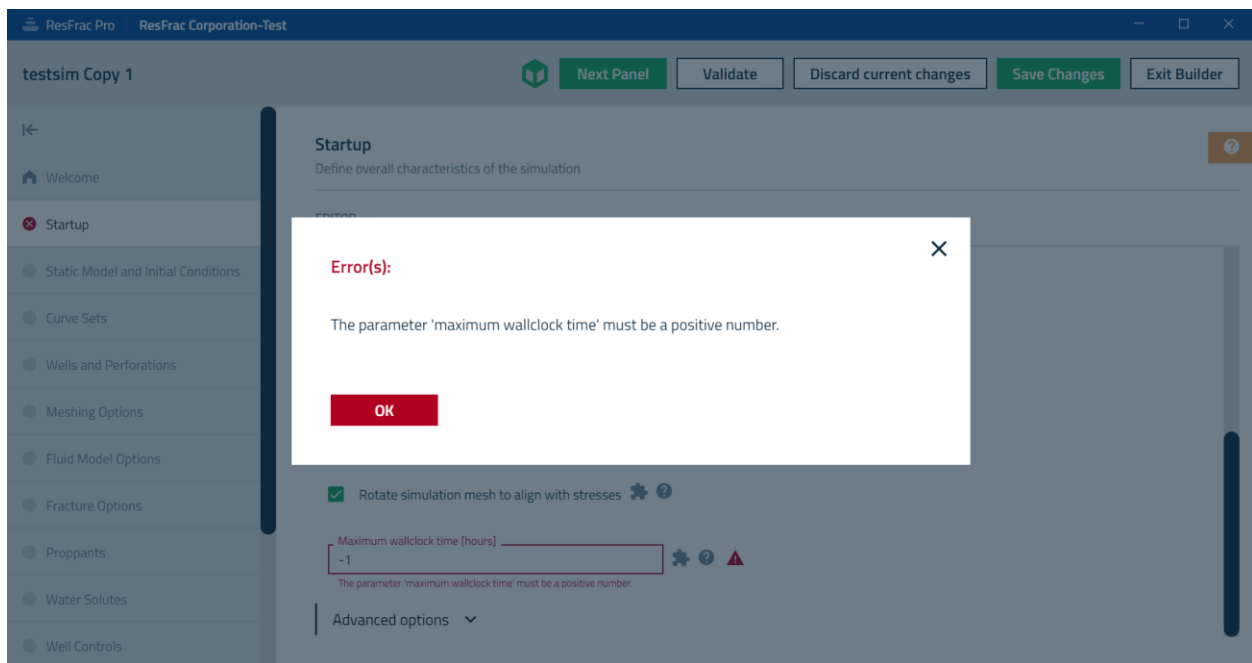 ResFrac Pro ResFrac Corporation-Test
testsim Copy 1
Next Panel Validate Discard current changes Save Changes Exit Builder
Welcome
Startup
Static Model and Initial Conditions
Curve Sets
Wells and Perforations
Meshing Options
Fluid Model Options
Fracture Options
Proppants
Water Solutes
Well Controls
Startup
Define overall characteristics of the simulation
EDITOR
Error(s):
The parameter 'maximum wallclock time' must be a positive number.
OK
Rotate simulation mesh to align with stresses
Maximum wallclock time [hours]
-1
The parameter 'maximum wallclock time' must be a positive number.
Advanced options